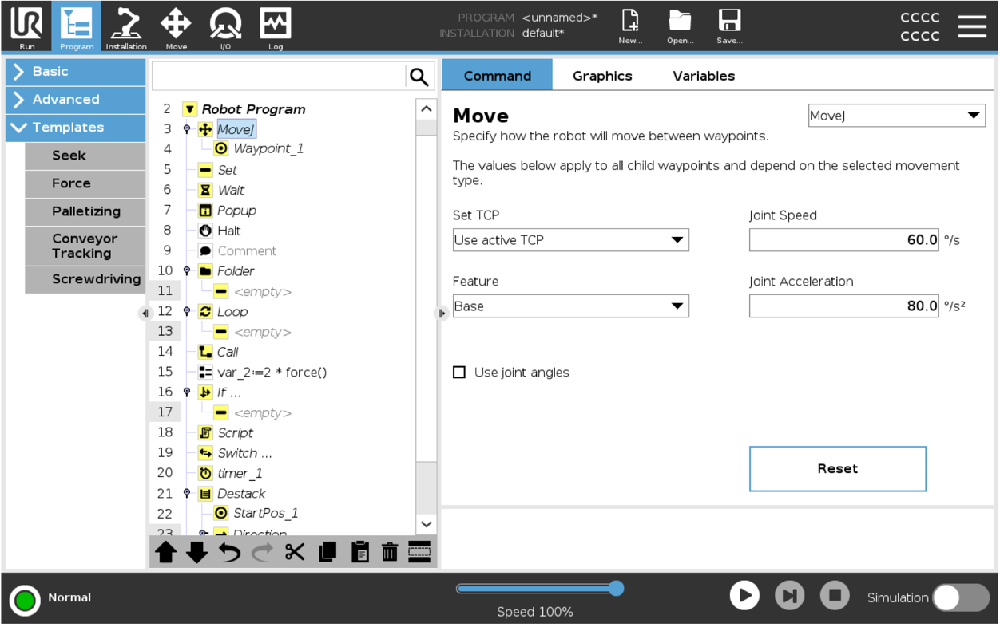 PROGRAM <unnamed>*
INSTALLATION default*
CCCC
CCCC
UR
Run
Program
Installation
Move
I/O
Log
New...
Open...
Save...
Basic
Advanced
Templates
Seek
Force
Palletizing
Conveyor
Tracking
Screwdriving
2 Robot Program
3 MoveJ
4 Waypoint_1
5 Set
6 Wait
7 Popup
8 Halt
9 Comment
10 Folder
11 <empty>
12 Loop
13 <empty>
14 Call
15 var_2:=2 * force()
16 If ...
17 <empty>
18 Script
19 Switch ...
20 timer_1
21 Destack
22 StartPos_1
23 Direction
Command Graphics Variables
Move
MoveJ
Specify how the robot will move between waypoints.
The values below apply to all child waypoints and depend on the selected movement
type.
Set TCP
Joint Speed
Use active TCP
60.0 °/s
Feature
Joint Acceleration
Base
80.0 °/s²
Use joint angles
Reset
Normal
Speed 100%
Simulation